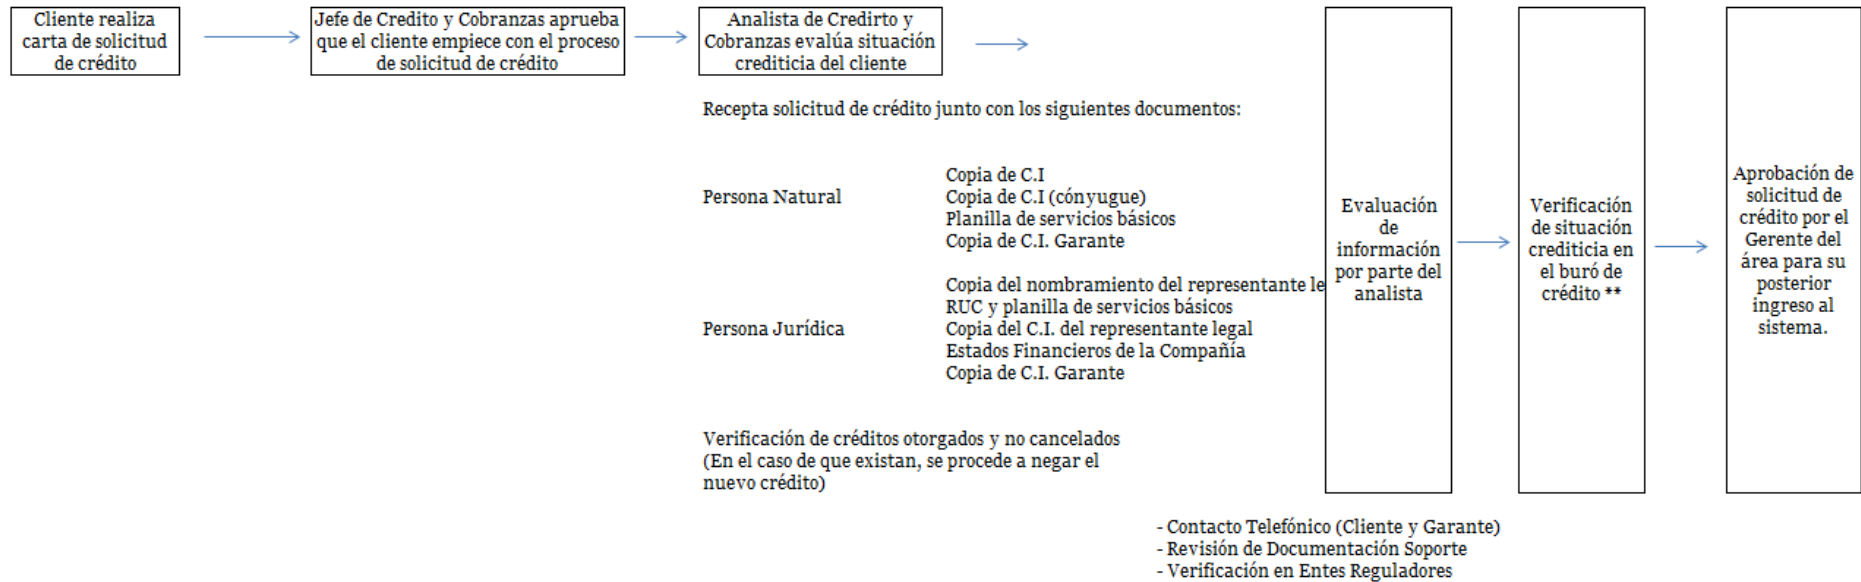 Cliente realiza
carta de solicitud
de crédito
Jefe de Credito y Cobranzas aprueba
que el cliente empiece con el proceso
de solicitud de crédito
Analista de Credirto y
Cobranzas evalúa situación
crediticia del cliente
Recepta solicitud de crédito junto con los siguientes documentos:
Persona Natural
Copia de C.I
Copia de C.I (cónyugue)
Planilla de servicios básicos
Copia de C.I. Garante
Persona Jurídica
Copia del nombramiento del representante le
RUC y planilla de servicios básicos
Copia del C.I. del representante legal
Estados Financieros de la Compañía
Copia de C.I. Garante
Verificación de créditos otorgados y no cancelados
(En el caso de que existan, se procede a negar el
nuevo crédito)
Evaluación
de
información
por parte del
analista
Verificación
de situación
crediticia en
el buró de
crédito **
Aprobación de
solicitud de
crédito por el
Gerente del
área para su
posterior
ingreso al
sistema.
- Contacto Telefónico (Cliente y Garante)
- Revisión de Documentación Soporte
- Verificación en Entes Reguladores